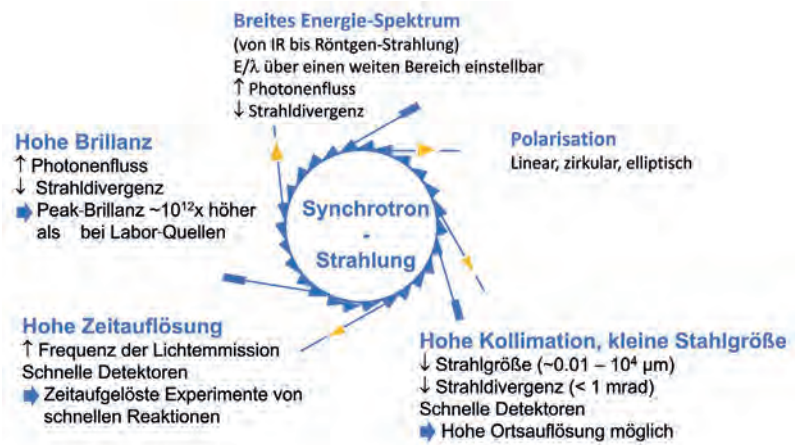 Breites Energie-Spektrum
(von IR bis Röntgen-Strahlung)
E/λ über einen weiten Bereich einstellbar
↑ Photonenfluss
↓ Strahldivergenz
Hohe Brillanz
↑ Photonenfluss
↓ Strahldivergenz
➡ Peak-Brillanz ~10¹²x höher
als bei Labor-Quellen
Polarisation
Linear, zirkular, elliptisch
Synchrotron
-
Strahlung
Hohe Zeitauflösung
↑ Frequenz der Lichtemmission
Schnelle Detektoren
➡ Zeitaufgelöste Experimente von
schnellen Reaktionen
Hohe Kollimation, kleine Stahlgröße
↓ Strahlgröße (~0.01 – 10⁴ µm)
↓ Strahldivergenz (< 1 mrad)
Schnelle Detektoren
➡ Hohe Ortsauflösung möglich